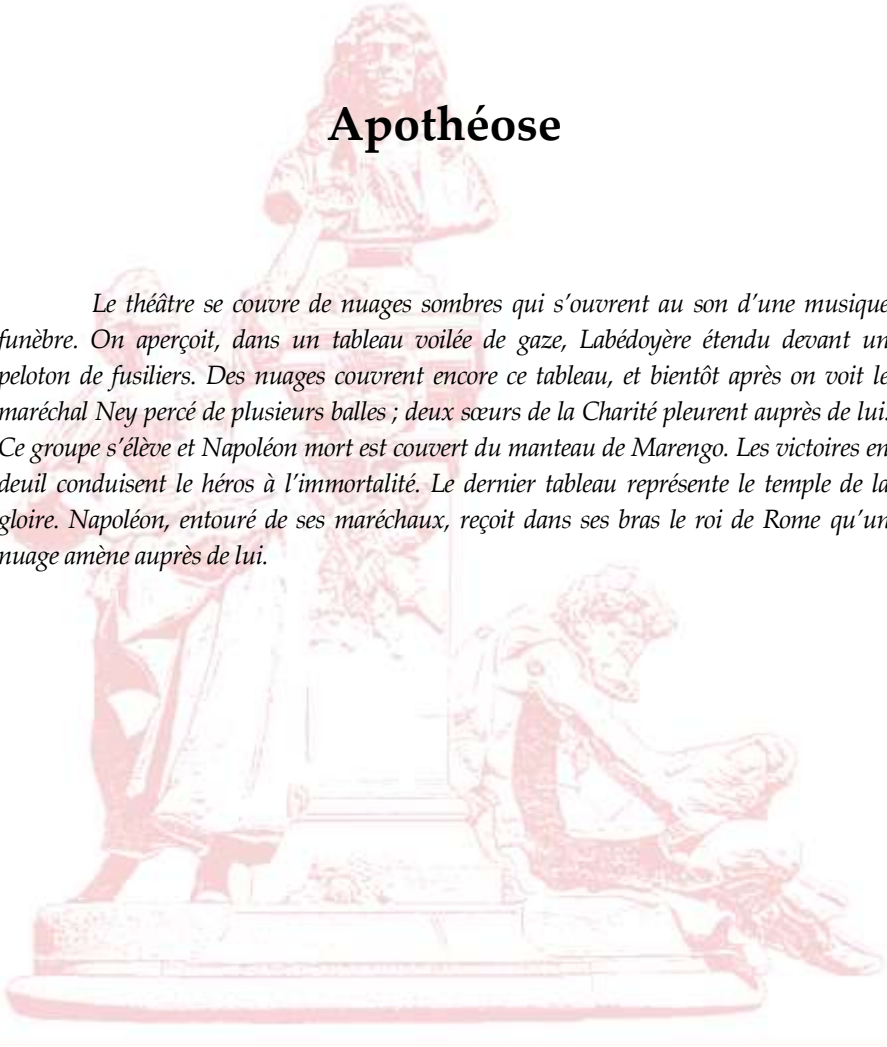 Apothéose
Le théâtre se couvre de nuages sombres qui s’ouvrent au son d’une musique
funèbre. On aperçoit, dans un tableau voilée de gaze, Labédoyère étendu devant un
peloton de fusiliers. Des nuages couvrent encore ce tableau, et bientôt après on voit le
maréchal Ney percé de plusieurs balles ; deux sœurs de la Charité pleurent auprès de lui.
Ce groupe s’élève et Napoléon mort est couvert du manteau de Marengo. Les victoires en
deuil conduisent le héros à l’immortalité. Le dernier tableau représente le temple de la
gloire. Napoléon, entouré de ses maréchaux, reçoit dans ses bras le roi de Rome qu’un
nuage amène auprès de lui.